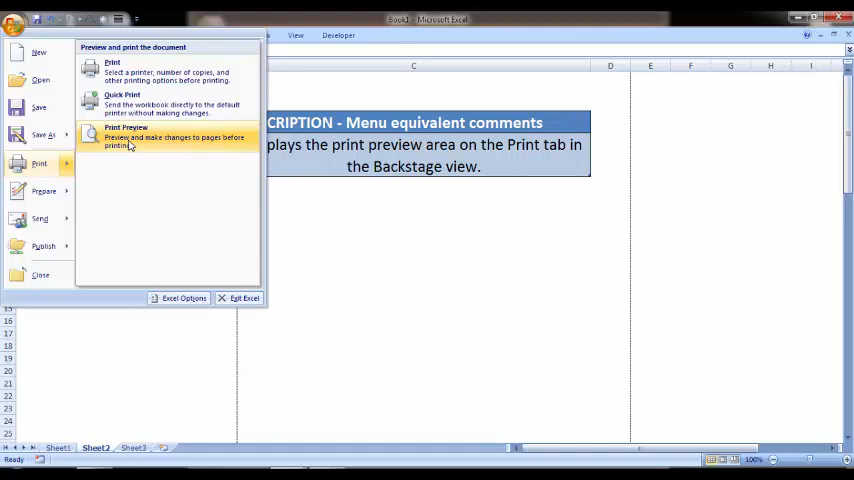 Book1 - Microsoft Excel
View Developer
New
Open
Save
Save As
Print
Prepare
Send
Publish
Close
Preview and print the document
Print
Select a printer, number of copies, and
other printing options before printing.
Quick Print
Send the workbook directly to the default
printer without making changes.
Print Preview
Preview and make changes to pages before
printing.
Excel Options Exit Excel
C D E F G H I
CRIPTION - Menu equivalent comments
plays the print preview area on the Print tab in
the Backstage view.
15
16
17
18
19
20
21
22
23
24
25
Sheet1 Sheet2 Sheet3
Ready 100%